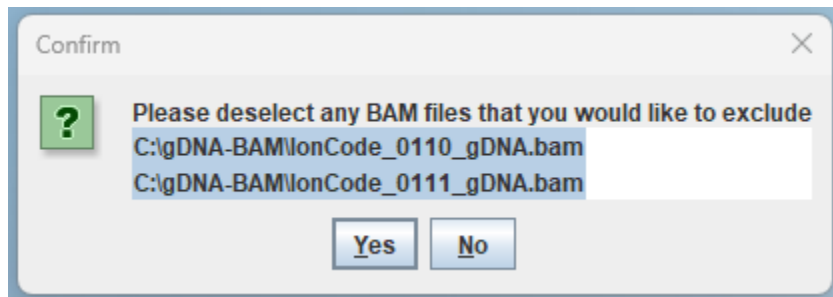 Confirm
?
Please deselect any BAM files that you would like to exclude
C:\gDNA-BAM\IonCode_0110_gDNA.bam
C:\gDNA-BAM\IonCode_0111_gDNA.bam
Yes No